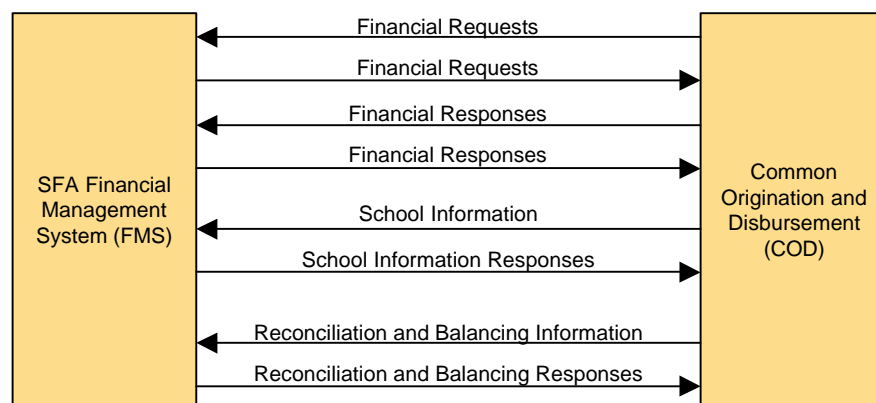 Financial Requests
Financial Requests
Financial Responses
Financial Responses
SFA Financial
Management
System (FMS)
School Information
School Information Responses
Reconciliation and Balancing Information
Reconciliation and Balancing Responses
Common
Origination and
Disbursement
(COD)